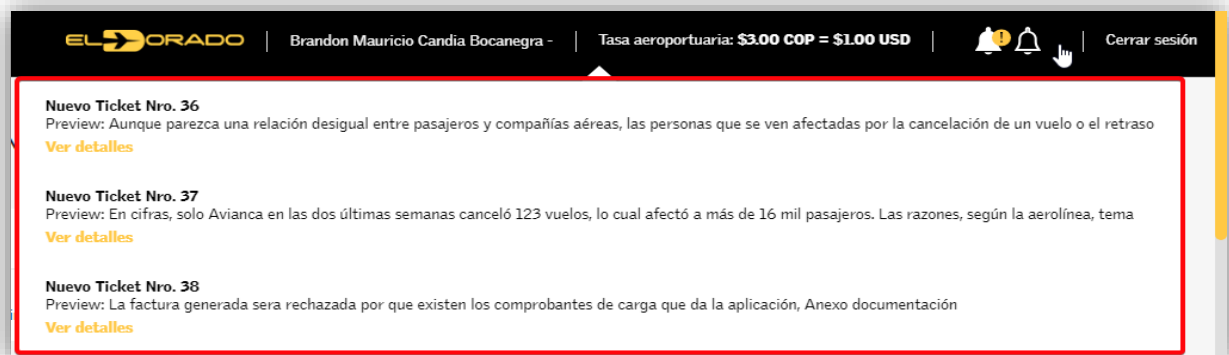 EL DORADO | Brandon Mauricio Candia Bocanegra - | Tasa aeroportuaria: $3.00 COP = $1.00 USD | ! | Cerrar sesión
Nuevo Ticket Nro. 36
Preview: Aunque parezca una relación desigual entre pasajeros y compañías aéreas, las personas que se ven afectadas por la cancelación de un vuelo o el retraso
Ver detalles
Nuevo Ticket Nro. 37
Preview: En cifras, solo Avianca en las dos últimas semanas canceló 123 vuelos, lo cual afectó a más de 16 mil pasajeros. Las razones, según la aerolínea, tema
Ver detalles
Nuevo Ticket Nro. 38
Preview: La factura generada sera rechazada por que existen los comprobantes de carga que da la aplicación, Anexo documentación
Ver detalles